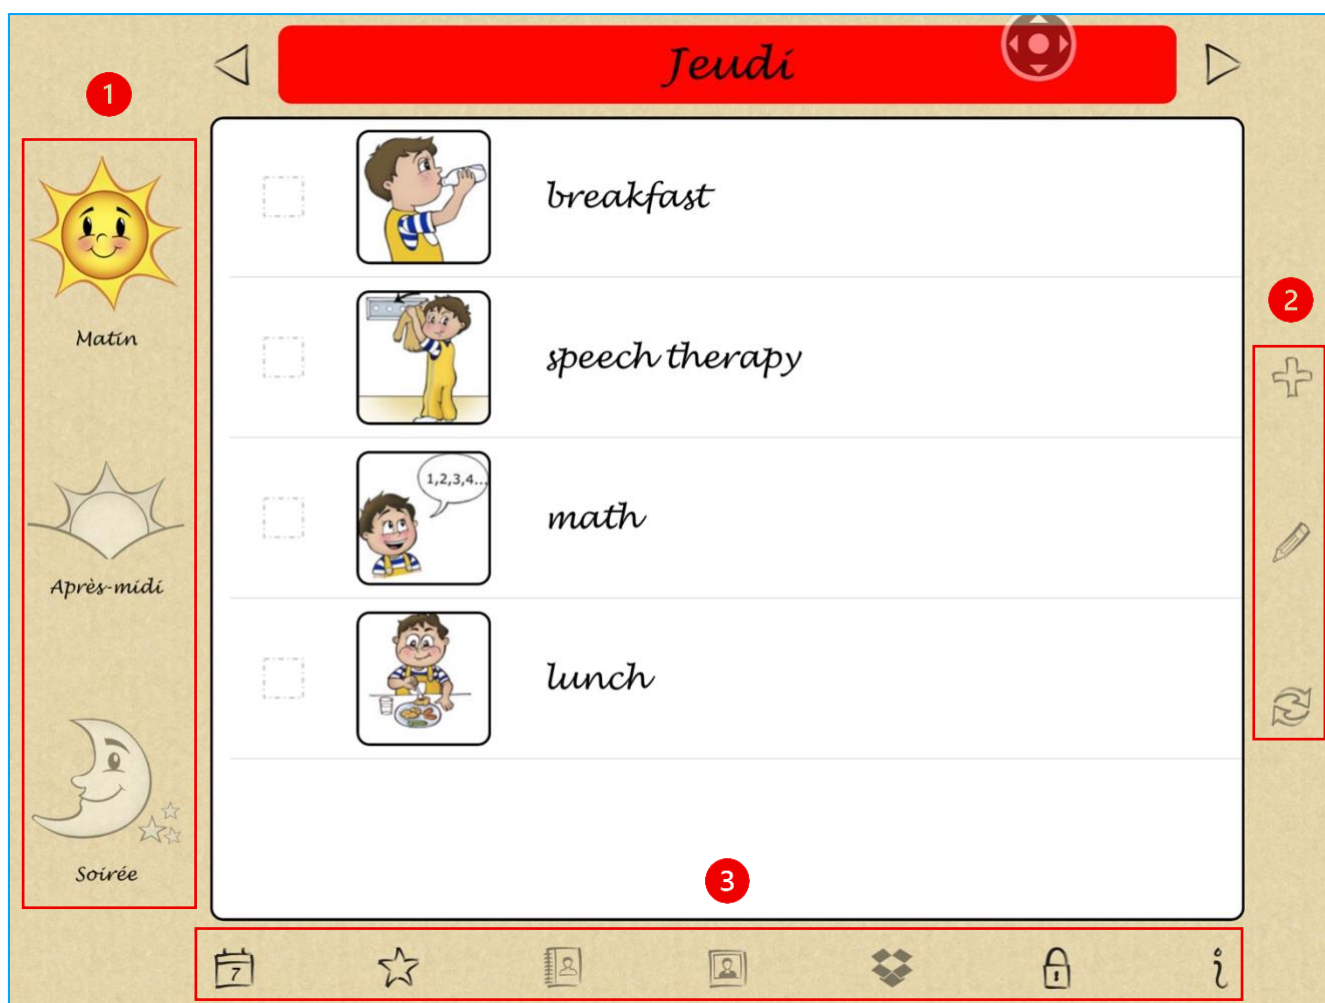 Jeudi
1
Matin
Après-midi
Soirée
breakfast
speech therapy
1,2,3,4...
math
lunch
2
3
7
i